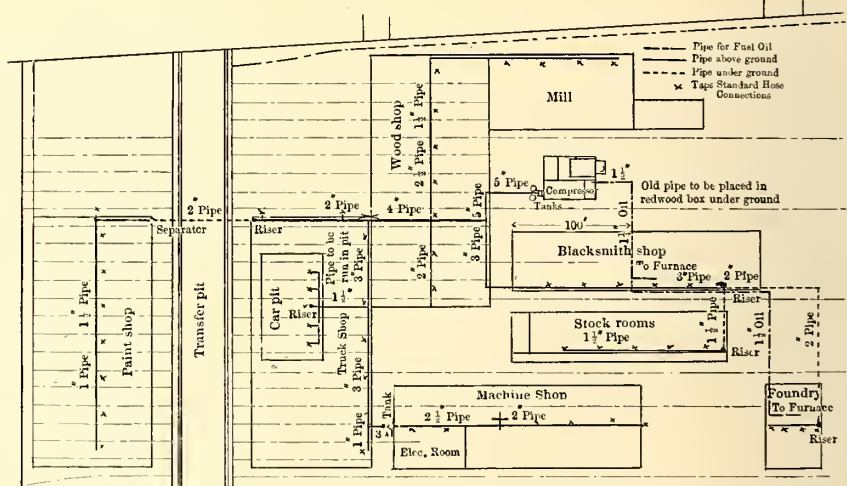 Pipe for Fuel Oil
Pipe above ground
Pipe under ground
Taps Standard Hose
Connections
Mill
Wood shop
2½" Pipe 1½" Pipe
5" Pipe
Compressor
Tanks
1½" Oil
Old pipe to be placed in
redwood box under ground
2" Pipe
Separator
Riser
2" Pipe
4" Pipe
5"
3" Pipe
2" Pipe
100'
1½"
Blacksmith shop
To Furnace
3" Pipe
2" Pipe
Riser
Pipe to be
run in pit
1¼"
3" Pipe
Car pit
Riser
Truck Shop
3" Pipe
1" Pipe
Transfer pit
Paint shop
1" Pipe 1½" Pipe
Stock rooms
1½" Pipe
1½" Pipe
Riser
1½" Oil
2" Pipe
Machine Shop
2½" Pipe
2" Pipe
Tank
3"
Elec. Room
Foundry
To Furnace
Riser